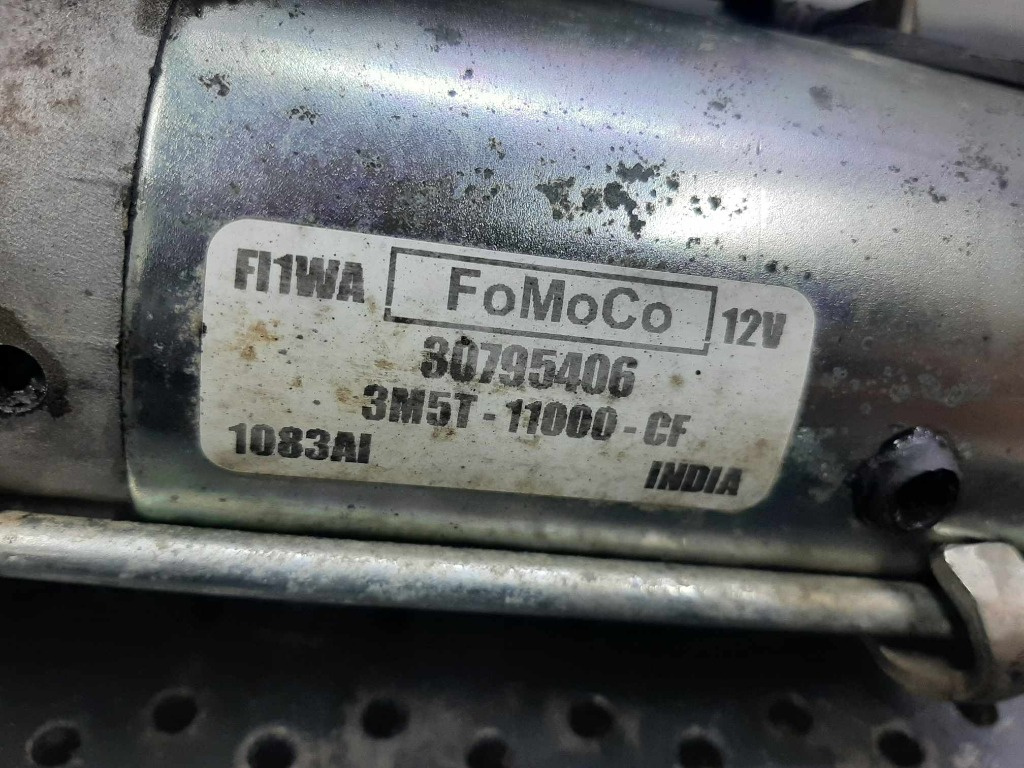 FI1WA FoMoCo 12V
30795406
3M5T - 11000 - CF
1083AI INDIA